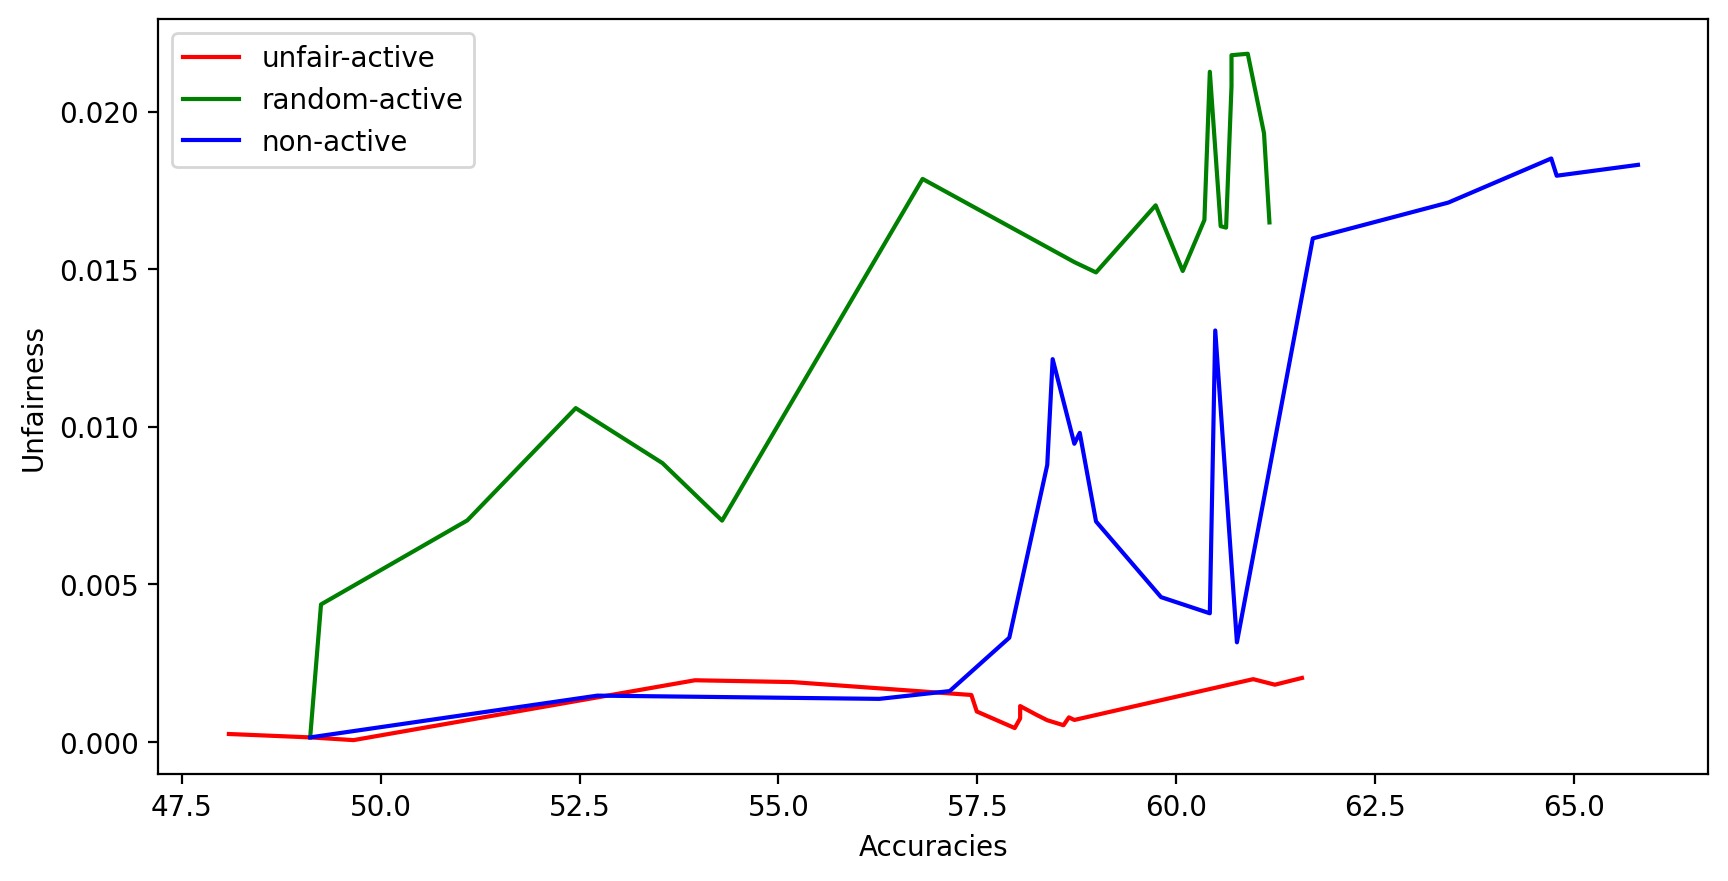 unfair-active
random-active
non-active
0.020
0.015
0.010
0.005
0.000
Unfairness
47.5 50.0 52.5 55.0 57.5 60.0 62.5 65.0
Accuracies